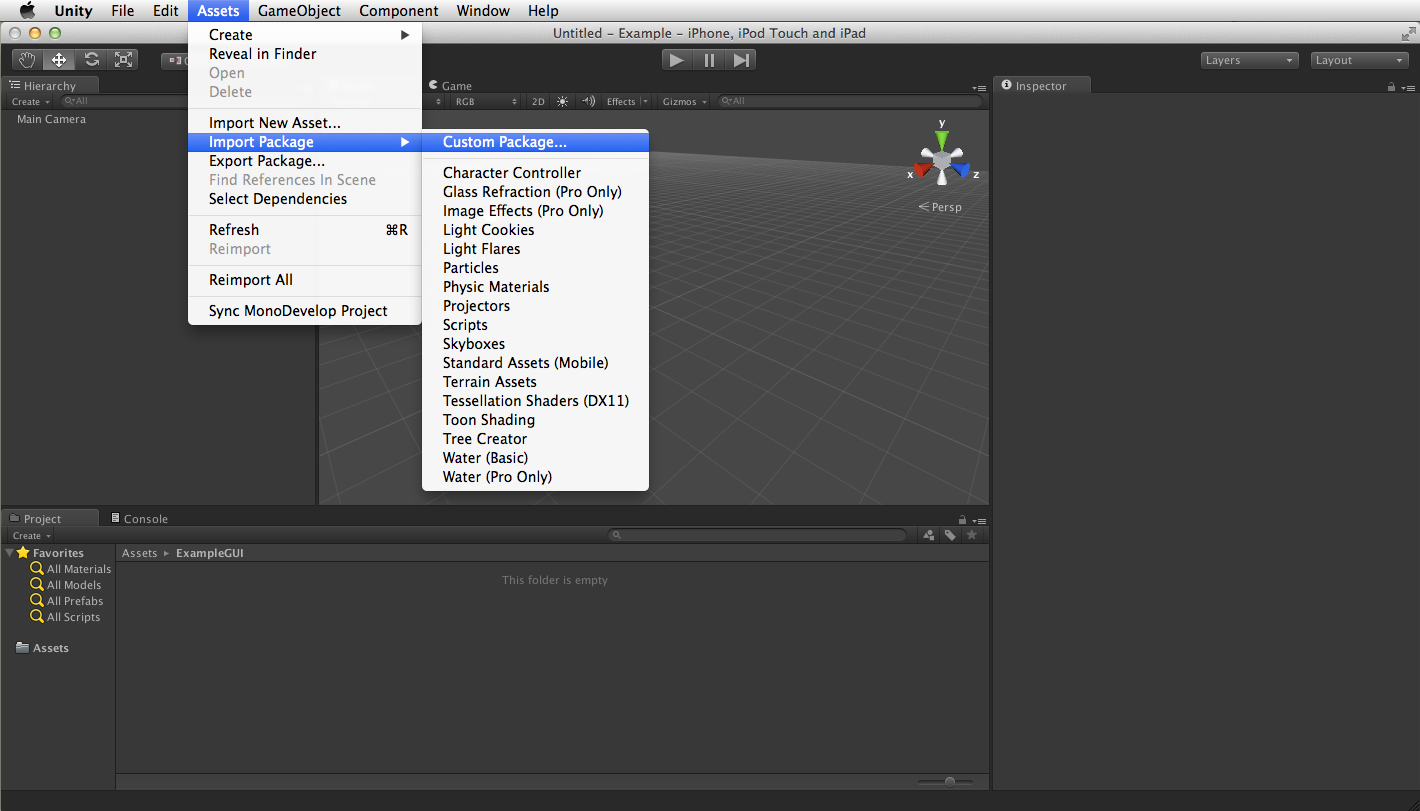 Unity File Edit Assets GameObject Component Window Help
Untitled - Example - iPhone, iPod Touch and iPad
Layers Layout
Create
Reveal in Finder
Open
Delete
Import New Asset...
Import Package
Export Package...
Find References In Scene
Select Dependencies
Refresh ⌘R
Reimport
Reimport All
Sync MonoDevelop Project
Custom Package...
Character Controller
Glass Refraction (Pro Only)
Image Effects (Pro Only)
Light Cookies
Light Flares
Particles
Physic Materials
Projectors
Scripts
Skyboxes
Standard Assets (Mobile)
Terrain Assets
Tessellation Shaders (DX11)
Toon Shading
Tree Creator
Water (Basic)
Water (Pro Only)
Hierarchy
Create All
Main Camera
Game
RGB 2D Effects Gizmos All
y
x z
Persp
Inspector
Project Console
Create
Favorites
All Materials
All Models
All Prefabs
All Scripts
Assets
Assets ▸ ExampleGUI
This folder is empty